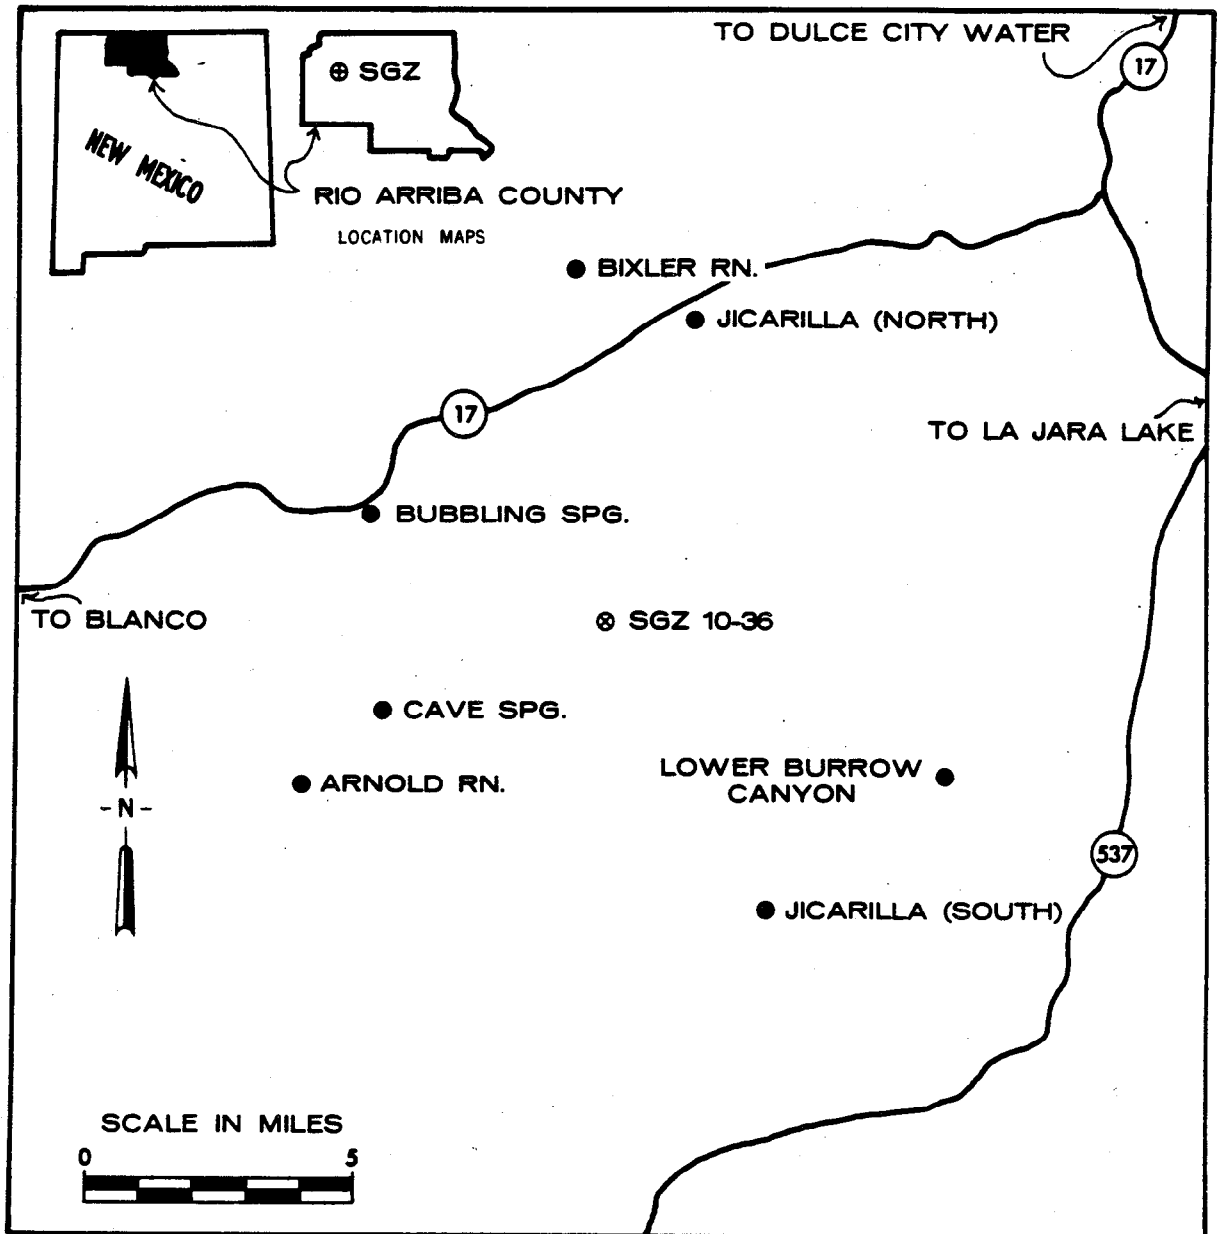 TO DULCE CITY WATER
17
SGZ
NEW MEXICO
RIO ARRIBA COUNTY
LOCATION MAPS
BIXLER RN.
JICARILLA (NORTH)
17
TO LA JARA LAKE
BUBBLING SPG.
TO BLANCO
SGZ 10-36
CAVE SPG.
ARNOLD RN.
LOWER BURROW
CANYON
-N-
537
JICARILLA (SOUTH)
SCALE IN MILES
0 5